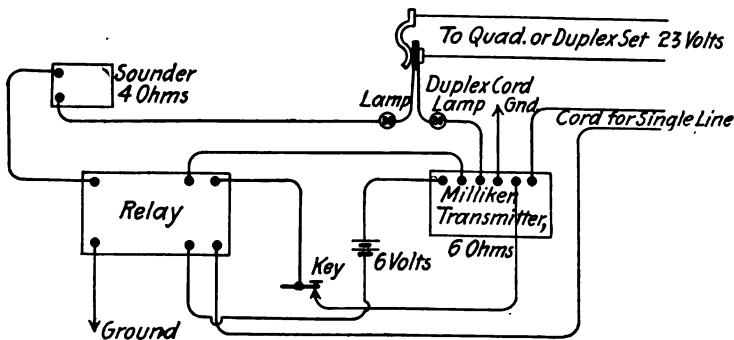 To Quad. or Duplex Set 23 Volts
Sounder
4 Ohms
Lamp
Duplex Cord
Lamp
Gnd
Cord for Single Line
Relay
Milliken
Transmitter,
6 Ohms
6 Volts
Key
Ground